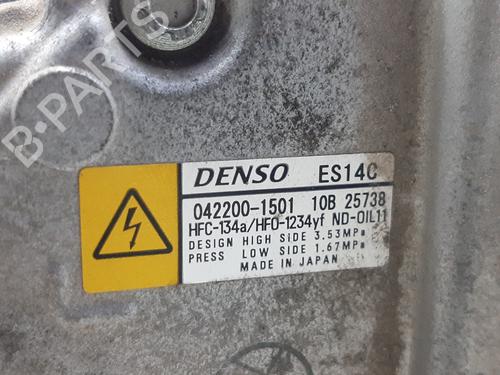 B-PARTS
DENSO ES14C
042200-1501 10B 25738
HFC-134a/HFO-1234yf ND-OIL11
DESIGN HIGH SIDE 3.53MPa
PRESS LOW SIDE 1.67MPa
MADE IN JAPAN